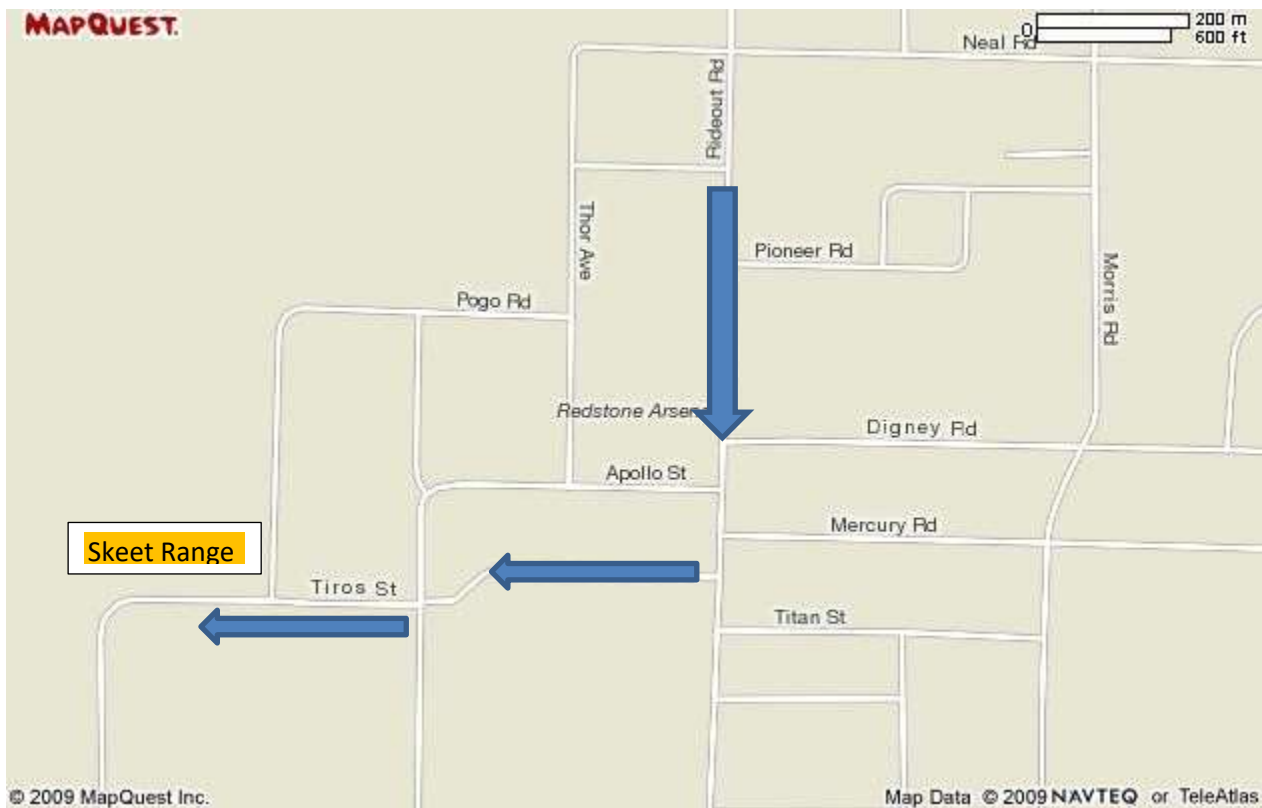 MAPQUEST.
0
200 m
600 ft
Neal Rd
Rideout Rd
Thor Ave
Pioneer Rd
Morris Rd
Pogo Rd
Redstone Arsena
Digney Rd
Apollo St
Mercury Rd
Skeet Range
Tiros St
Titan St
© 2009 MapQuest Inc.
Map Data © 2009 NAVTEQ or TeleAtlas